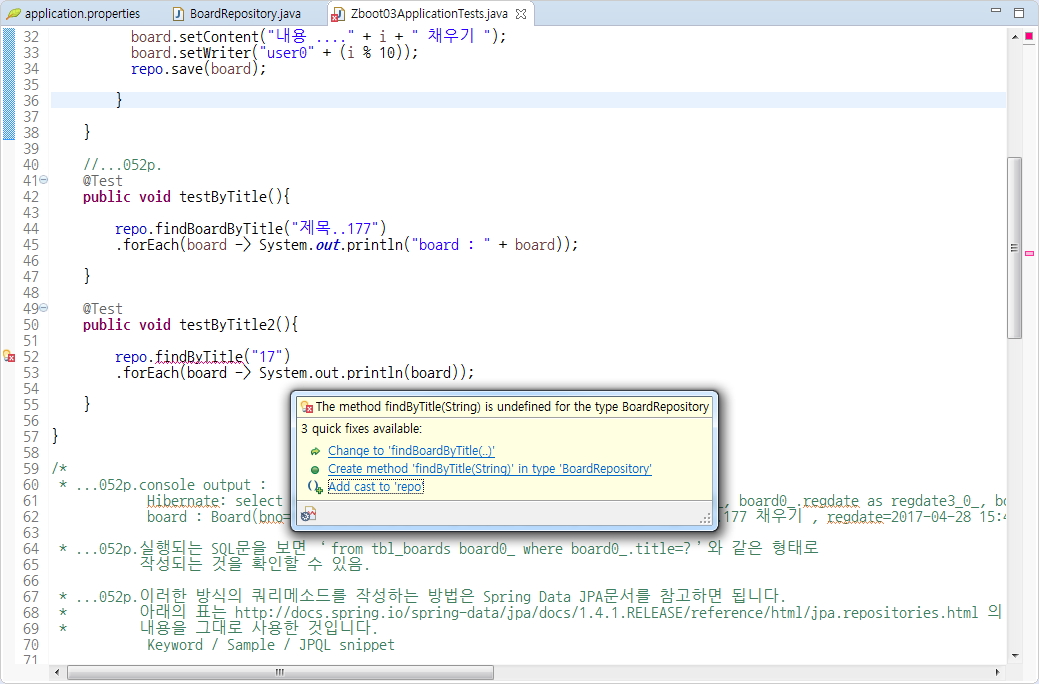 application.properties BoardRepository.java Zboot03ApplicationTests.java
32 board.setContent("내용 ...." + i + " 채우기 ");
33 board.setWriter("user0" + (i % 10));
34 repo.save(board);
35
36 }
37
38 }
39
40 //...052p.
41 @Test
42 public void testByTitle(){
43
44 repo.findBoardByTitle("제목..177")
45 .forEach(board -> System.out.println("board : " + board));
46
47 }
48
49 @Test
50 public void testByTitle2(){
51
52 repo.findByTitle("17")
53 .forEach(board -> System.out.println(board));
54
55 }
56
57 }
58
59 /*
60 * ...052p.console output :
61 Hibernate: select , board0_.regdate as regdate3_0_, bo
62 board : Board(bno= 177 채우기 , regdate=2017-04-28 15:4
63
64 * ...052p.실행되는 SQL문을 보면 ‘from tbl_boards board0_ where board0_.title=?’와 같은 형태로
65 * 작성되는 것을 확인할 수 있음.
66
67 * ...052p.이러한 방식의 쿼리메소드를 작성하는 방법은 Spring Data JPA문서를 참고하면 됩니다.
68 * 아래의 표는 http://docs.spring.io/spring-data/jpa/docs/1.4.1.RELEASE/reference/html/jpa.repositories.html 의
69 * 내용을 그대로 사용한 것입니다.
70 Keyword / Sample / JPQL snippet
71
The method findByTitle(String) is undefined for the type BoardRepository
3 quick fixes available:
Change to 'findBoardByTitle(..)'
Create method 'findByTitle(String)' in type 'BoardRepository'
Add cast to 'repo'